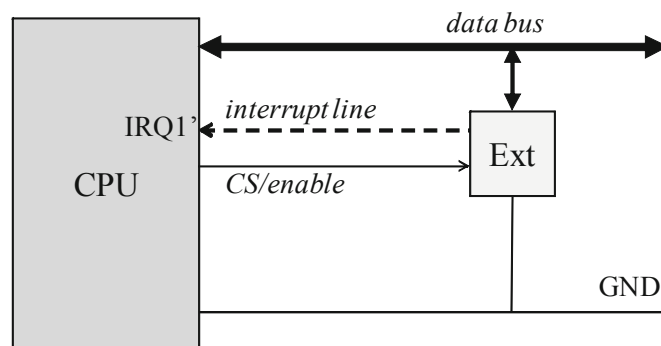 data bus
interrupt line
IRQ1’
Ext
CPU
CS/enable
GND